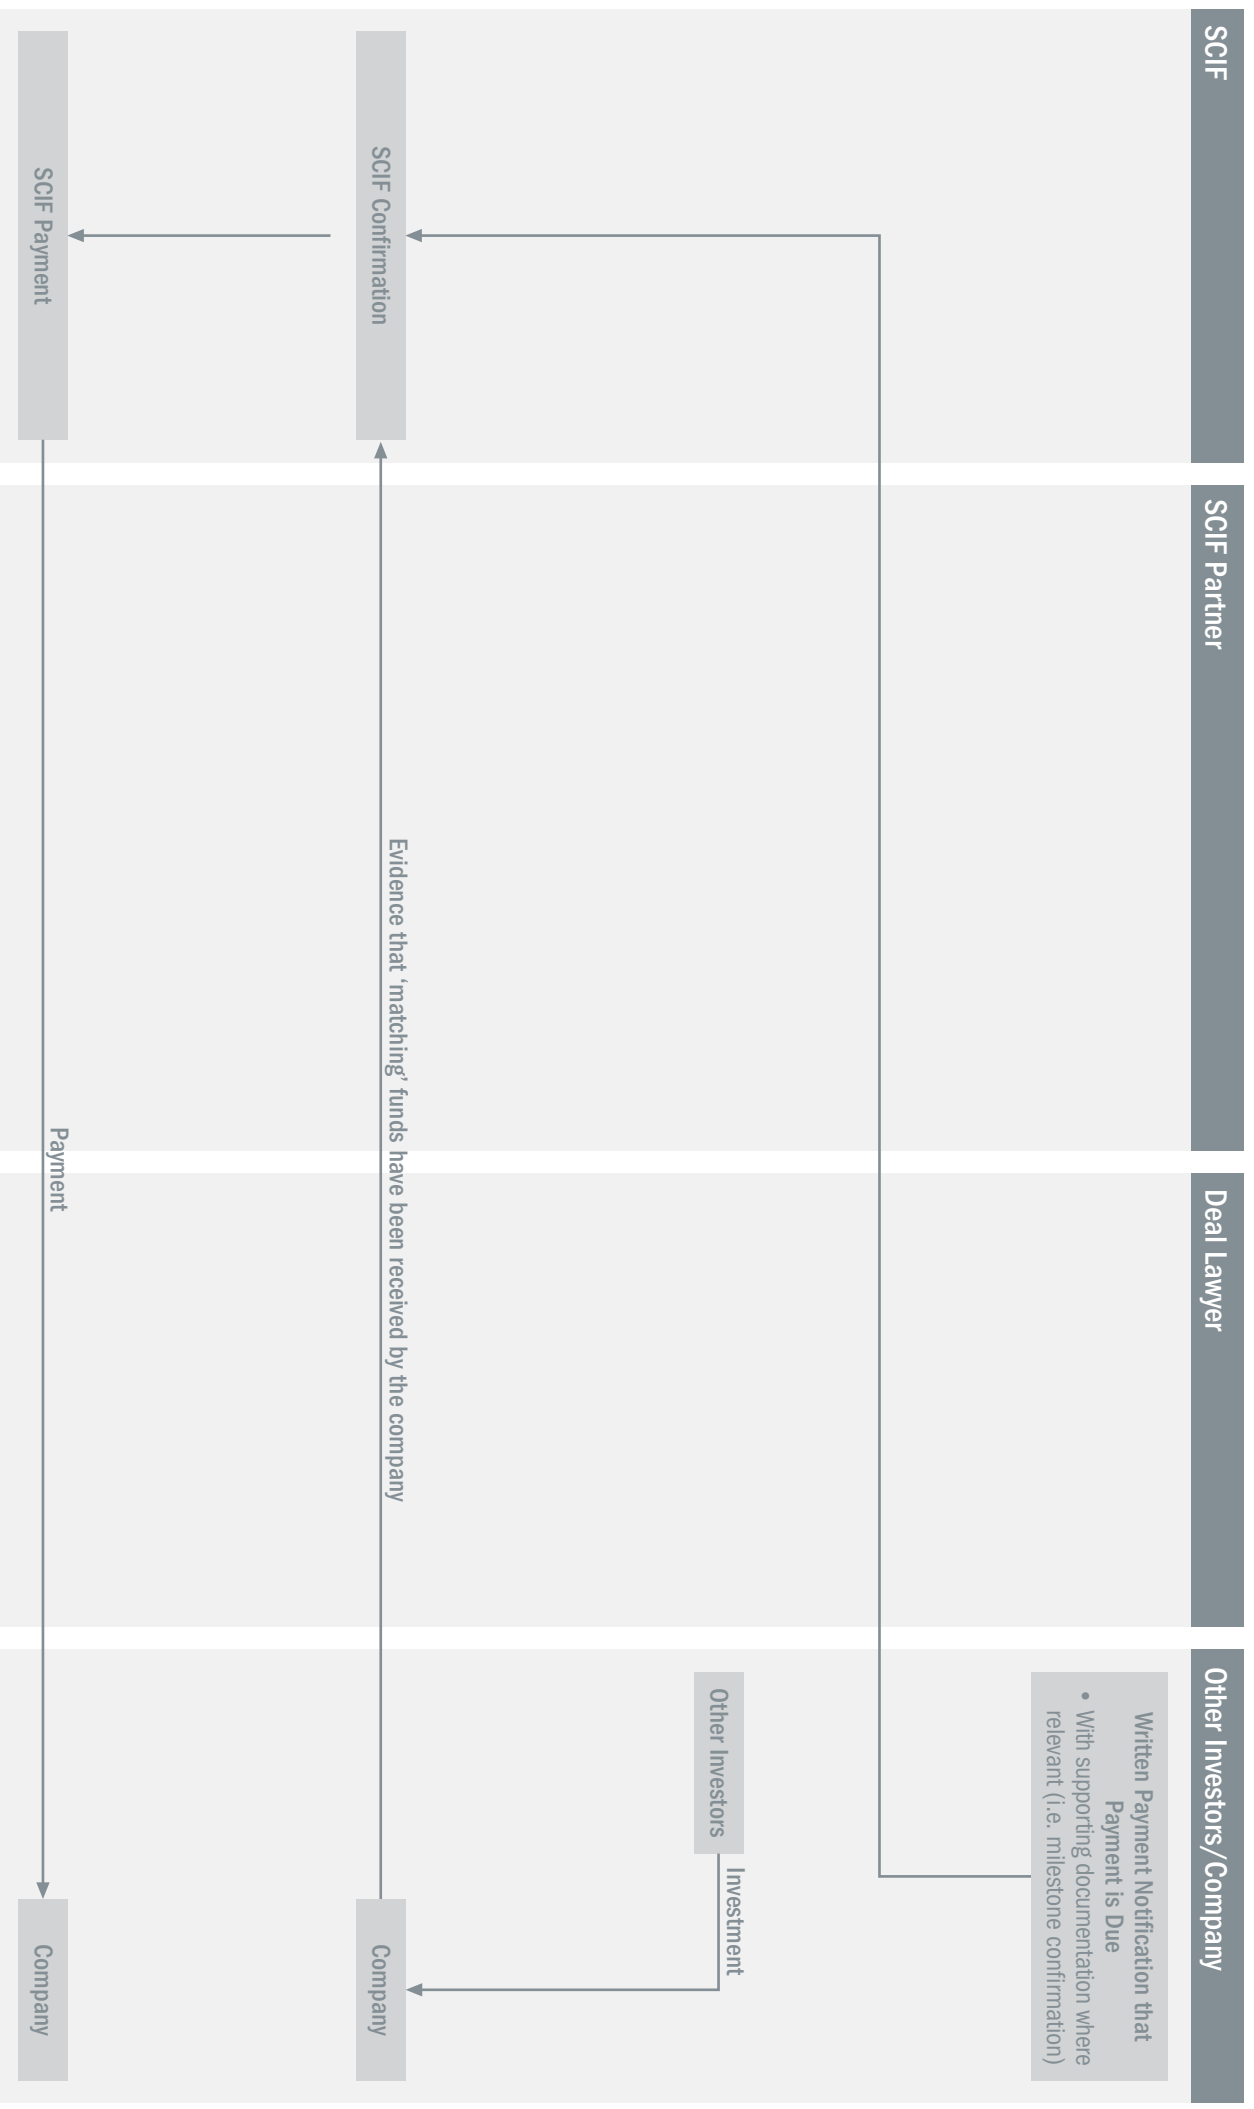 SCIF
SCIF Partner
Deal Lawyer
Other Investors/Company
Written Payment Notification that
Payment is Due
• With supporting documentation where
relevant (i.e. milestone confirmation)
Other Investors
Investment
SCIF Confirmation
Evidence that ‘matching’ funds have been received by the company
Company
SCIF Payment
Payment
Company